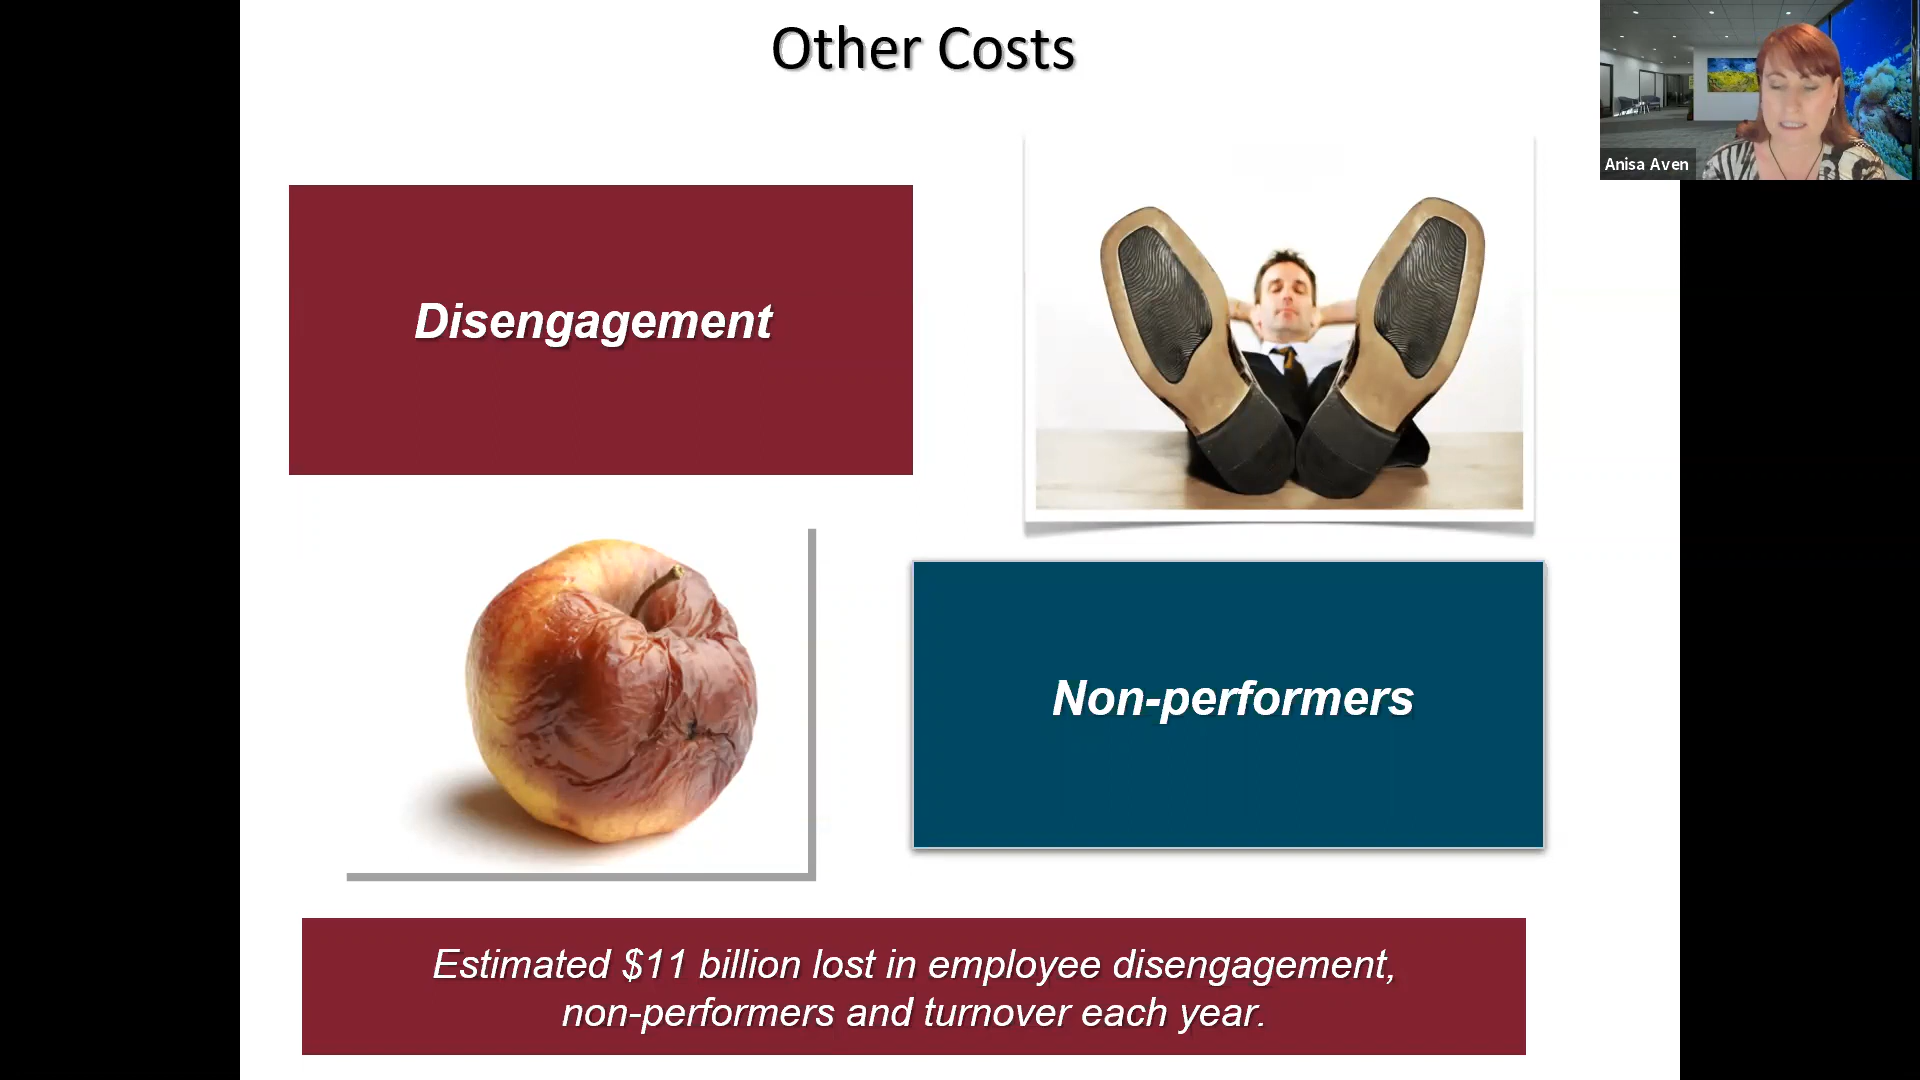 Other Costs
Anisa Aven
Disengagement
Non-performers
Estimated $11 billion lost in employee disengagement,
non-performers and turnover each year.